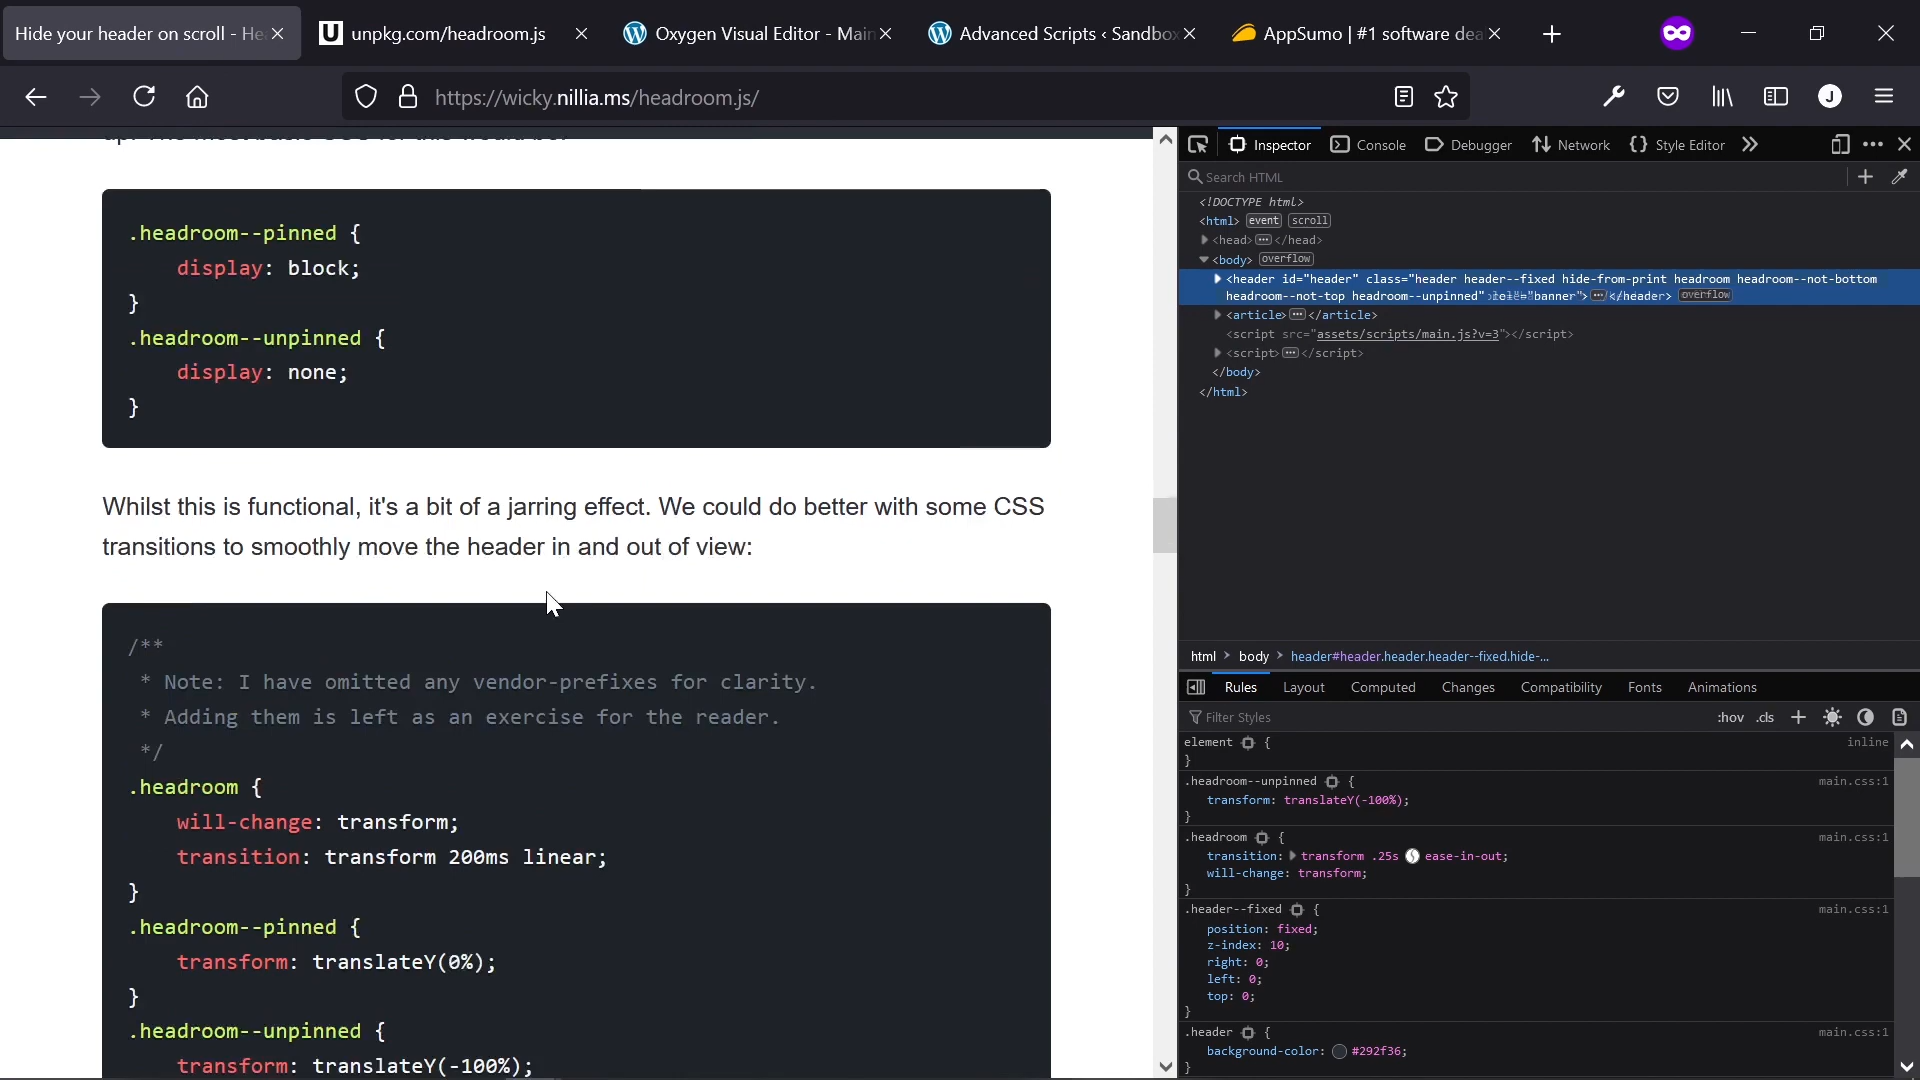 Hide your header on scroll - He
unpkg.com/headroom.js
Oxygen Visual Editor - Main
Advanced Scripts ‹ Sandbox
AppSumo | #1 software dea
https://wicky.nillia.ms/headroom.js/
J
up. The most basic CSS for this would be:
.headroom--pinned {
display: block;
}
.headroom--unpinned {
display: none;
}
Whilst this is functional, it's a bit of a jarring effect. We could do better with some CSS
transitions to smoothly move the header in and out of view:
/**
* Note: I have omitted any vendor-prefixes for clarity.
* Adding them is left as an exercise for the reader.
*/
.headroom {
will-change: transform;
transition: transform 200ms linear;
}
.headroom--pinned {
transform: translateY(0%);
}
.headroom--unpinned {
transform: translateY(-100%);
Inspector Console Debugger Network {} Style Editor
Search HTML
<!DOCTYPE html>
<html> event scroll
<head> ··· </head>
<body> overflow
<header id="header" class="header header--fixed hide-from-print headroom headroom--not-bottom
headroom--not-top headroom--unpinned" role="banner"> ··· </header> overflow
<article> ··· </article>
<script src="assets/scripts/main.js?v=3"></script>
<script> ··· </script>
</body>
</html>
html > body > header#header.header.header--fixed.hide-...
Rules Layout Computed Changes Compatibility Fonts Animations
Filter Styles :hov .cls
element { inline
}
.headroom--unpinned { main.css:1
transform: translateY(-100%);
}
.headroom { main.css:1
transition: transform .25s ease-in-out;
will-change: transform;
}
.header--fixed { main.css:1
position: fixed;
z-index: 10;
right: 0;
left: 0;
top: 0;
}
.header { main.css:1
background-color: #292f36;
}